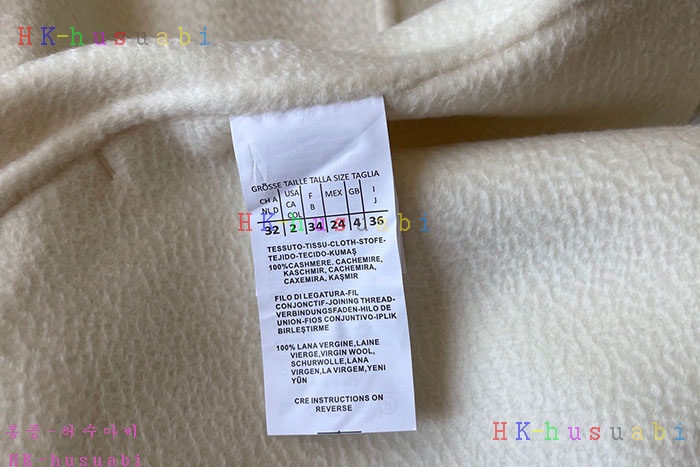 HK-husuabi
GRÖSSE TAILLE TALLA SIZE TAGLIA
CH A USA F MEX GB I
NL D CA B J
COL
HK-husuabi
32 2 34 24 4 36
TESSUTO-TISSU-CLOTH-STOFE-
TEJIDO-TECIDO-KUMAŞ
100%CASHMERE. CACHEMIRE,
KASCHMIR, CACHEMIRA,
CAXEMIRA, KAŞMIR
FILO DI LEGATURA-FIL
CONJONCTIF-JOINING THREAD-
VERBINDUNGSFADEN-HILO DE
UNION-FIOS CONJUNTIVO-IPLIK
BIRLEŞTIRME
100% LANA VERGINE,LAINE
VIERGE,VIRGIN WOOL,
SCHURWOLLE,LANA
VIRGEN,LA VIRGEM,YENI
YÜN
CRE INSTRUCTIONS ON
REVERSE
홍콩-허수아비
HK-husuabi
HK-husuabi